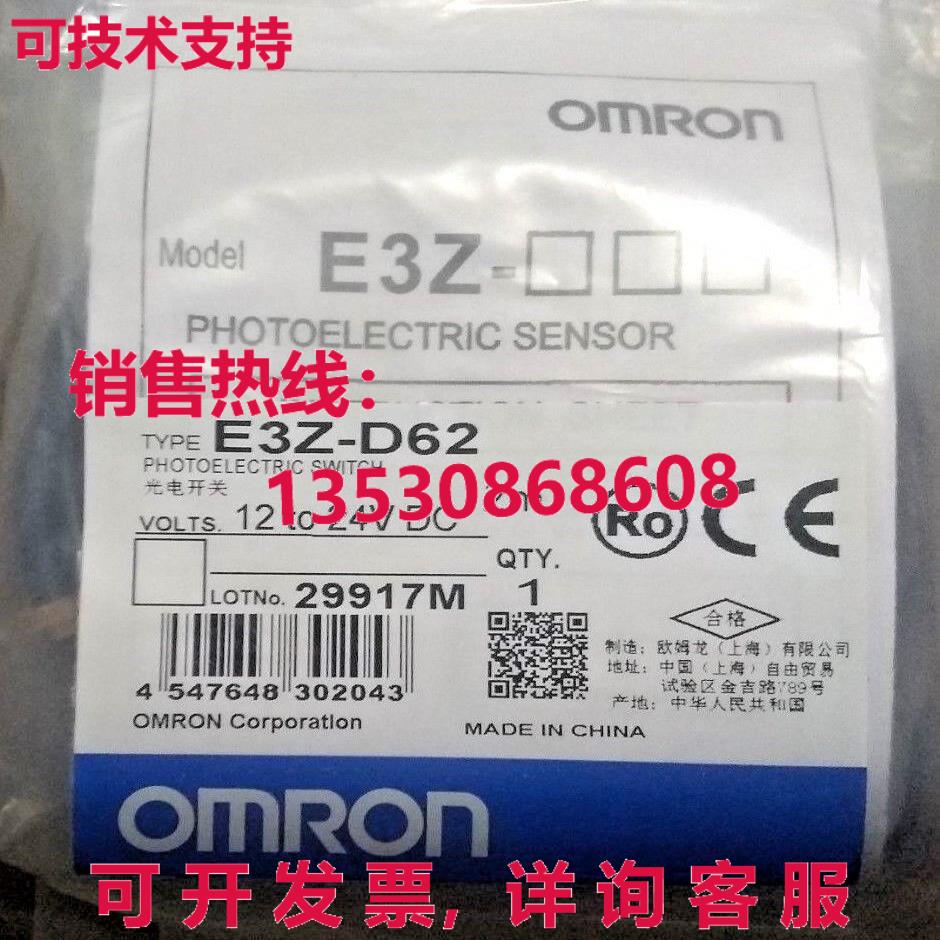 可技术支持
OMRON
Model E3Z-□□□
PHOTOELECTRIC SENSOR
销售热线：
TYPE E3Z-D62
PHOTOELECTRIC SWITCH
光电开关
13530868608
2m
VOLTS. 12 to 24V DC
Ro
CE
QTY.
LOTNo. 29917M
1
合格
制造：欧姆龙（上海）有限公司
地址：中国（上海）自由贸易
试验区金吉路789号
产地：中华人民共和国
4 547648 302043
OMRON Corporation
MADE IN CHINA
OMRON
可开发票, 详询客服